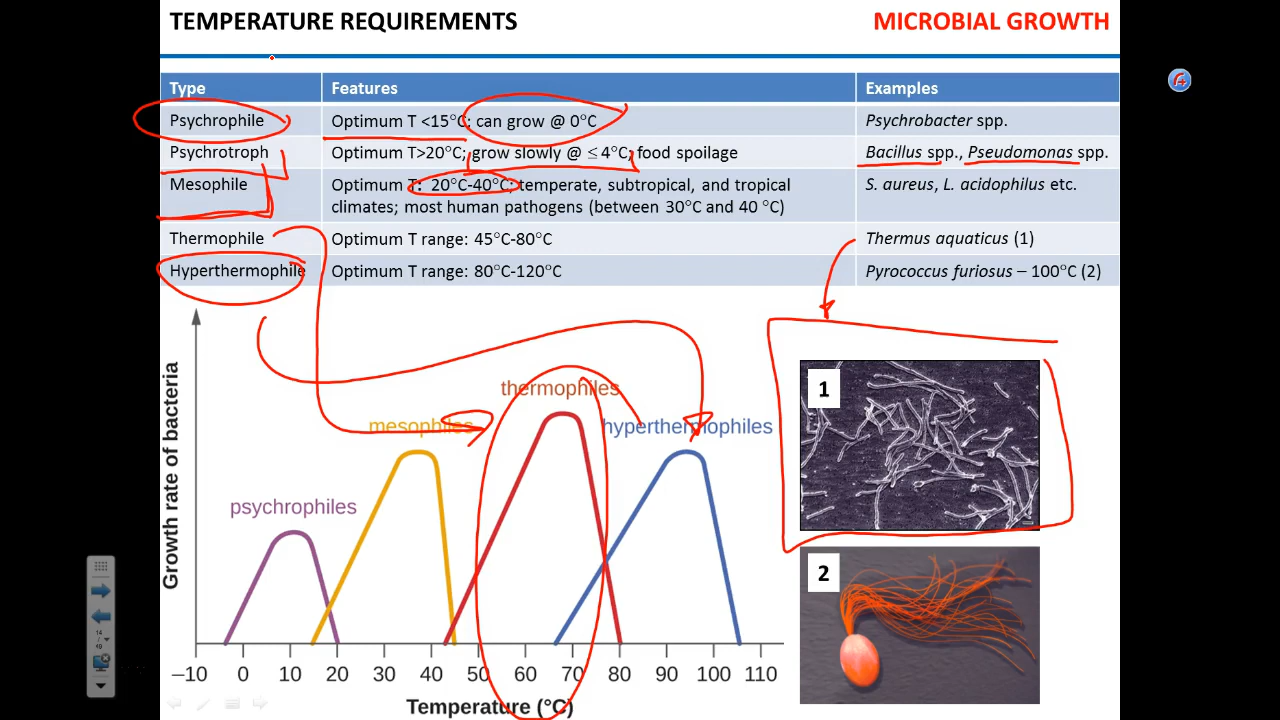 TEMPERATURE REQUIREMENTS
MICROBIAL GROWTH
Type Features Examples
Psychrophile Optimum T <15°C; can grow @ 0°C Psychrobacter spp.
Psychrotroph Optimum T>20°C; grow slowly @ ≤ 4°C; food spoilage Bacillus spp., Pseudomonas spp.
Mesophile Optimum T: 20°C-40°C; temperate, subtropical, and tropical S. aureus, L. acidophilus etc.
climates; most human pathogens (between 30°C and 40 °C)
Thermophile Optimum T range: 45°C-80°C Thermus aquaticus (1)
Hyperthermophile Optimum T range: 80°C-120°C Pyrococcus furiosus – 100°C (2)
Growth rate of bacteria
thermophiles
mesophiles
hyperthermophiles
psychrophiles
–10 0 10 20 30 40 50 60 70 80 90 100 110
Temperature (°C)
1
2
14
49